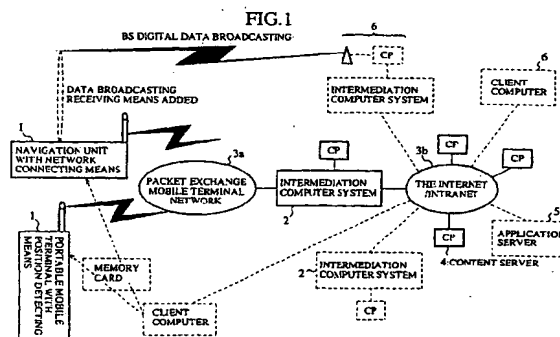 FIG.1
BS DIGITAL DATA BROADCASTING
6
CP
DATA BROADCASTING
RECEIVING MEANS ADDED
INTERMEDIATION
COMPUTER SYSTEM
6
CLIENT
COMPUTER
1
NAVIGATION UNIT
WITH NETWORK
CONNECTING MEANS
3a
PACKET EXCHANGE
MOBILE TERMINAL
NETWORK
CP
INTERMEDIATION
COMPUTER SYSTEM
2
3b
CP
CP
THE INTERNET
/INTRANET
1
PORTABLE MOBILE
TERMINAL WITH
POSITION DETECTING
MEANS
MEMORY
CARD
CLIENT
COMPUTER
2
INTERMEDIATION
COMPUTER SYSTEM
CP
CP
4:CONTENT SERVER
5
APPLICATION
SERVER